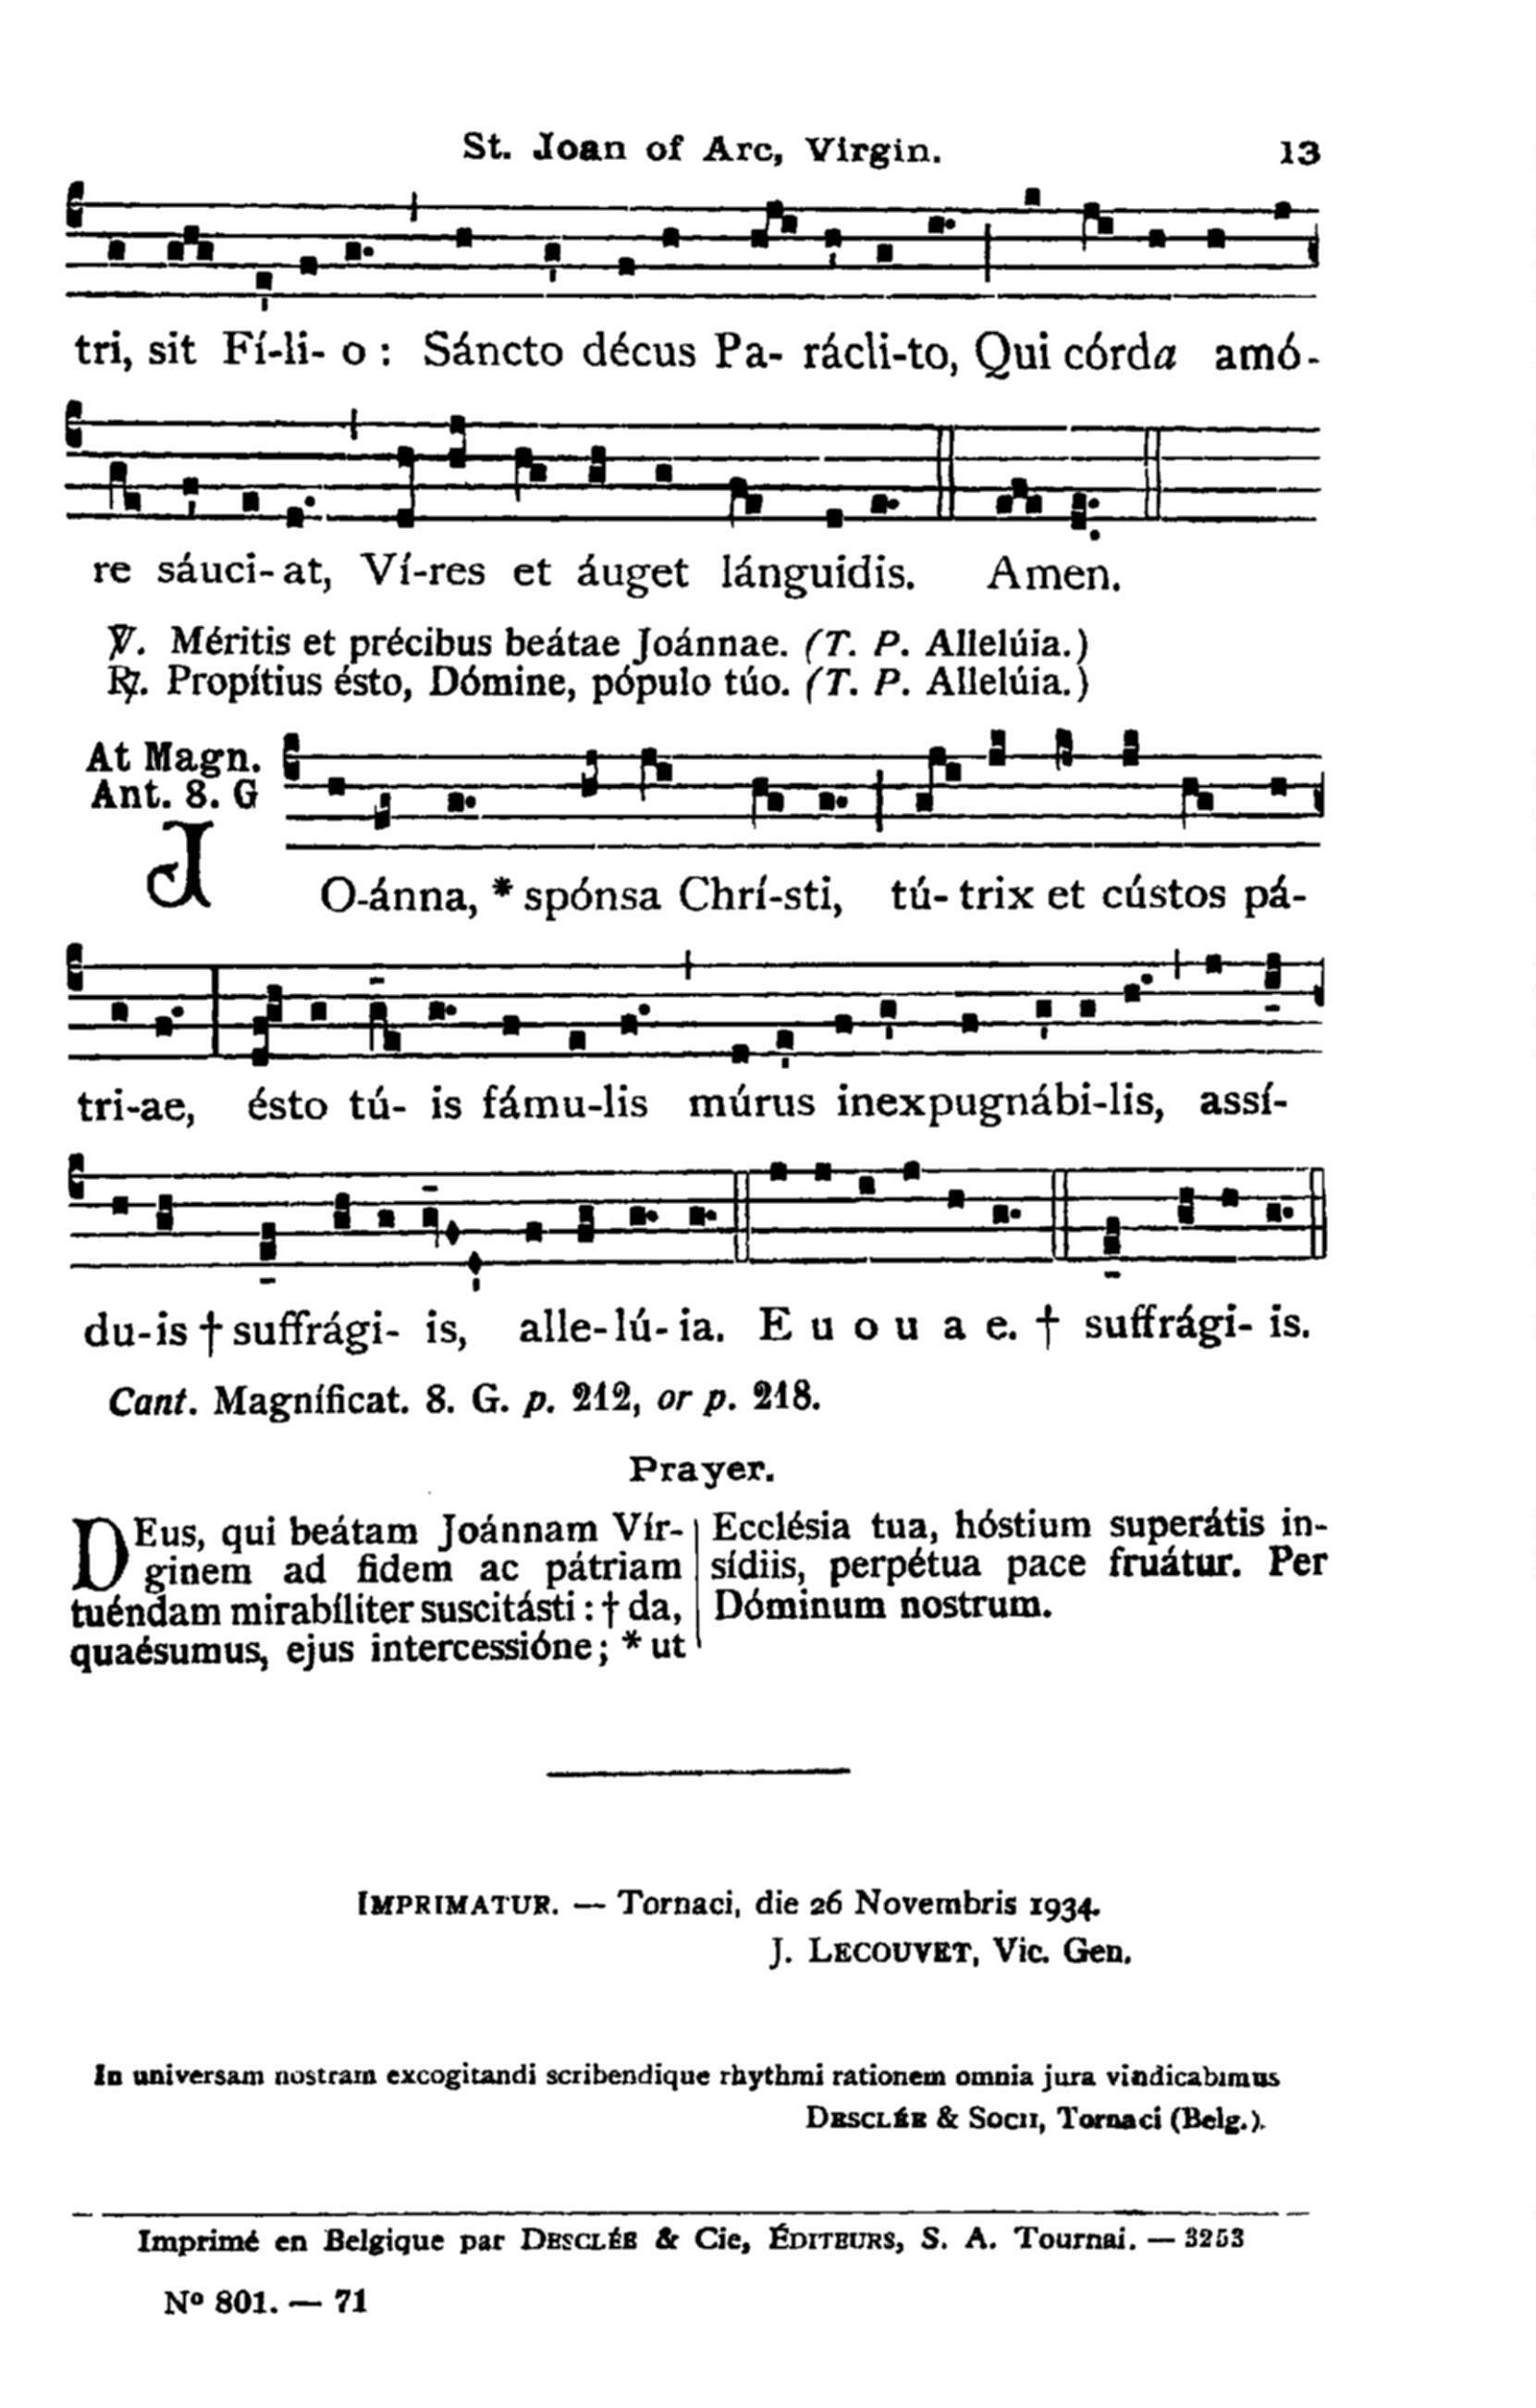 St. Joan of Arc, Virgin. 13
tri, sit Fí-li- o : Sáncto décus Pa- rácli-to, Qui córda amó-
re sáuci- at, Ví-res et áuget lánguidis. Amen.
℣. Méritis et précibus beátae Joánnae. (T. P. Allelúia.)
℟. Propítius ésto, Dómine, pópulo túo. (T. P. Allelúia.)
At Magn.
Ant. 8. G
JO-ánna, * spónsa Chrí-sti, tú- trix et cústos pá-
tri-ae, ésto tú- is fámu-lis múrus inexpugnábi-lis, assí-
du-is † suffrági- is, alle-lú-ia. E u o u a e. † suffrági- is.
Cant. Magníficat. 8. G. p. 212, or p. 218.
Prayer.
DEus, qui beátam Joánnam Vír-
ginem ad fidem ac pátriam
tuéndam mirabíliter suscitásti : † da,
quaésumus, ejus intercessióne; * ut
Ecclésia tua, hóstium superátis in-
sídiis, perpétua pace fruátur. Per
Dóminum nostrum.
IMPRIMATUR. — Tornaci, die 26 Novembris 1934.
J. LECOUVET, Vic. Gen.
In universam nostram excogitandi scribendique rhythmi rationem omnia jura vindicabimus
DESCLÉE & SOCII, Tornaci (Belg.).
Imprimé en Belgique par DESCLÉE & Cie, ÉDITEURS, S. A. Tournai. — 3253
Nº 801. — 71